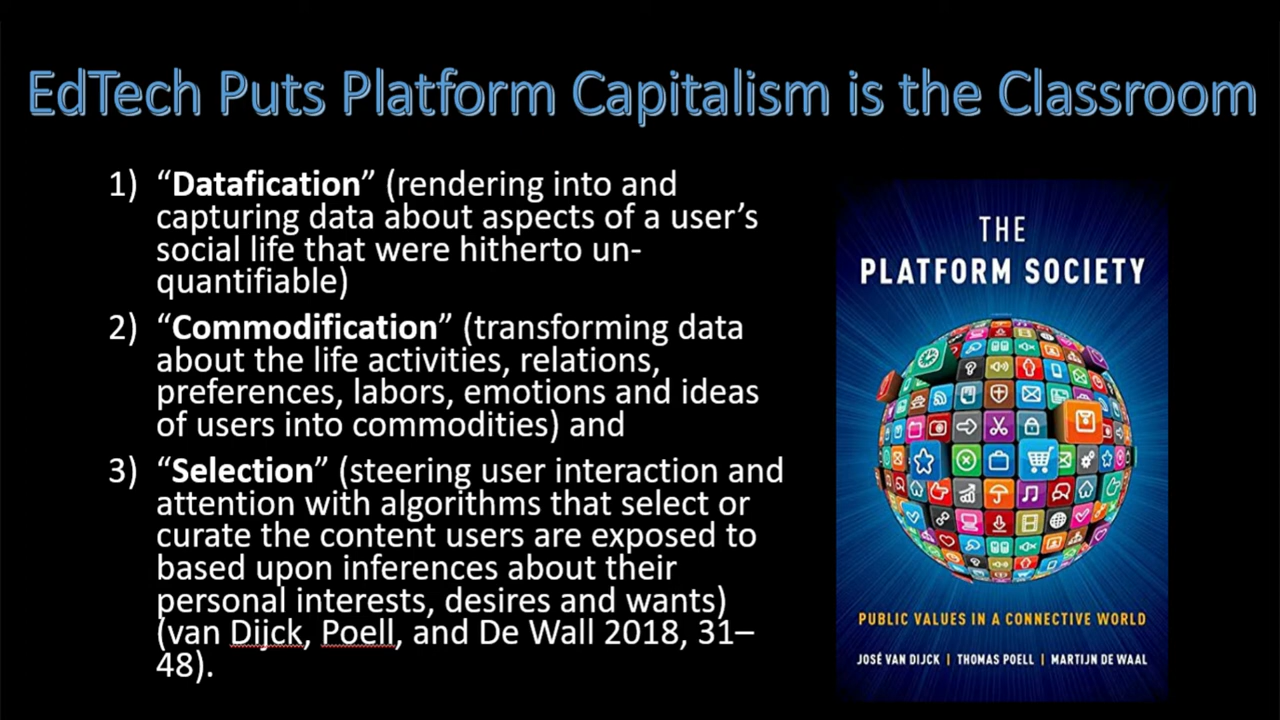 EdTech Puts Platform Capitalism is the Classroom
1) “Datafication” (rendering into and
capturing data about aspects of a user’s
social life that were hitherto un-
quantifiable)
2) “Commodification” (transforming data
about the life activities, relations,
preferences, labors, emotions and ideas
of users into commodities) and
3) “Selection” (steering user interaction and
attention with algorithms that select or
curate the content users are exposed to
based upon inferences about their
personal interests, desires and wants)
(van Dijck, Poell, and De Wall 2018, 31–
48).
THE
PLATFORM SOCIETY
PUBLIC VALUES IN A CONNECTIVE WORLD
JOSÉ VAN DIJCK | THOMAS POELL | MARTIJN DE WAAL